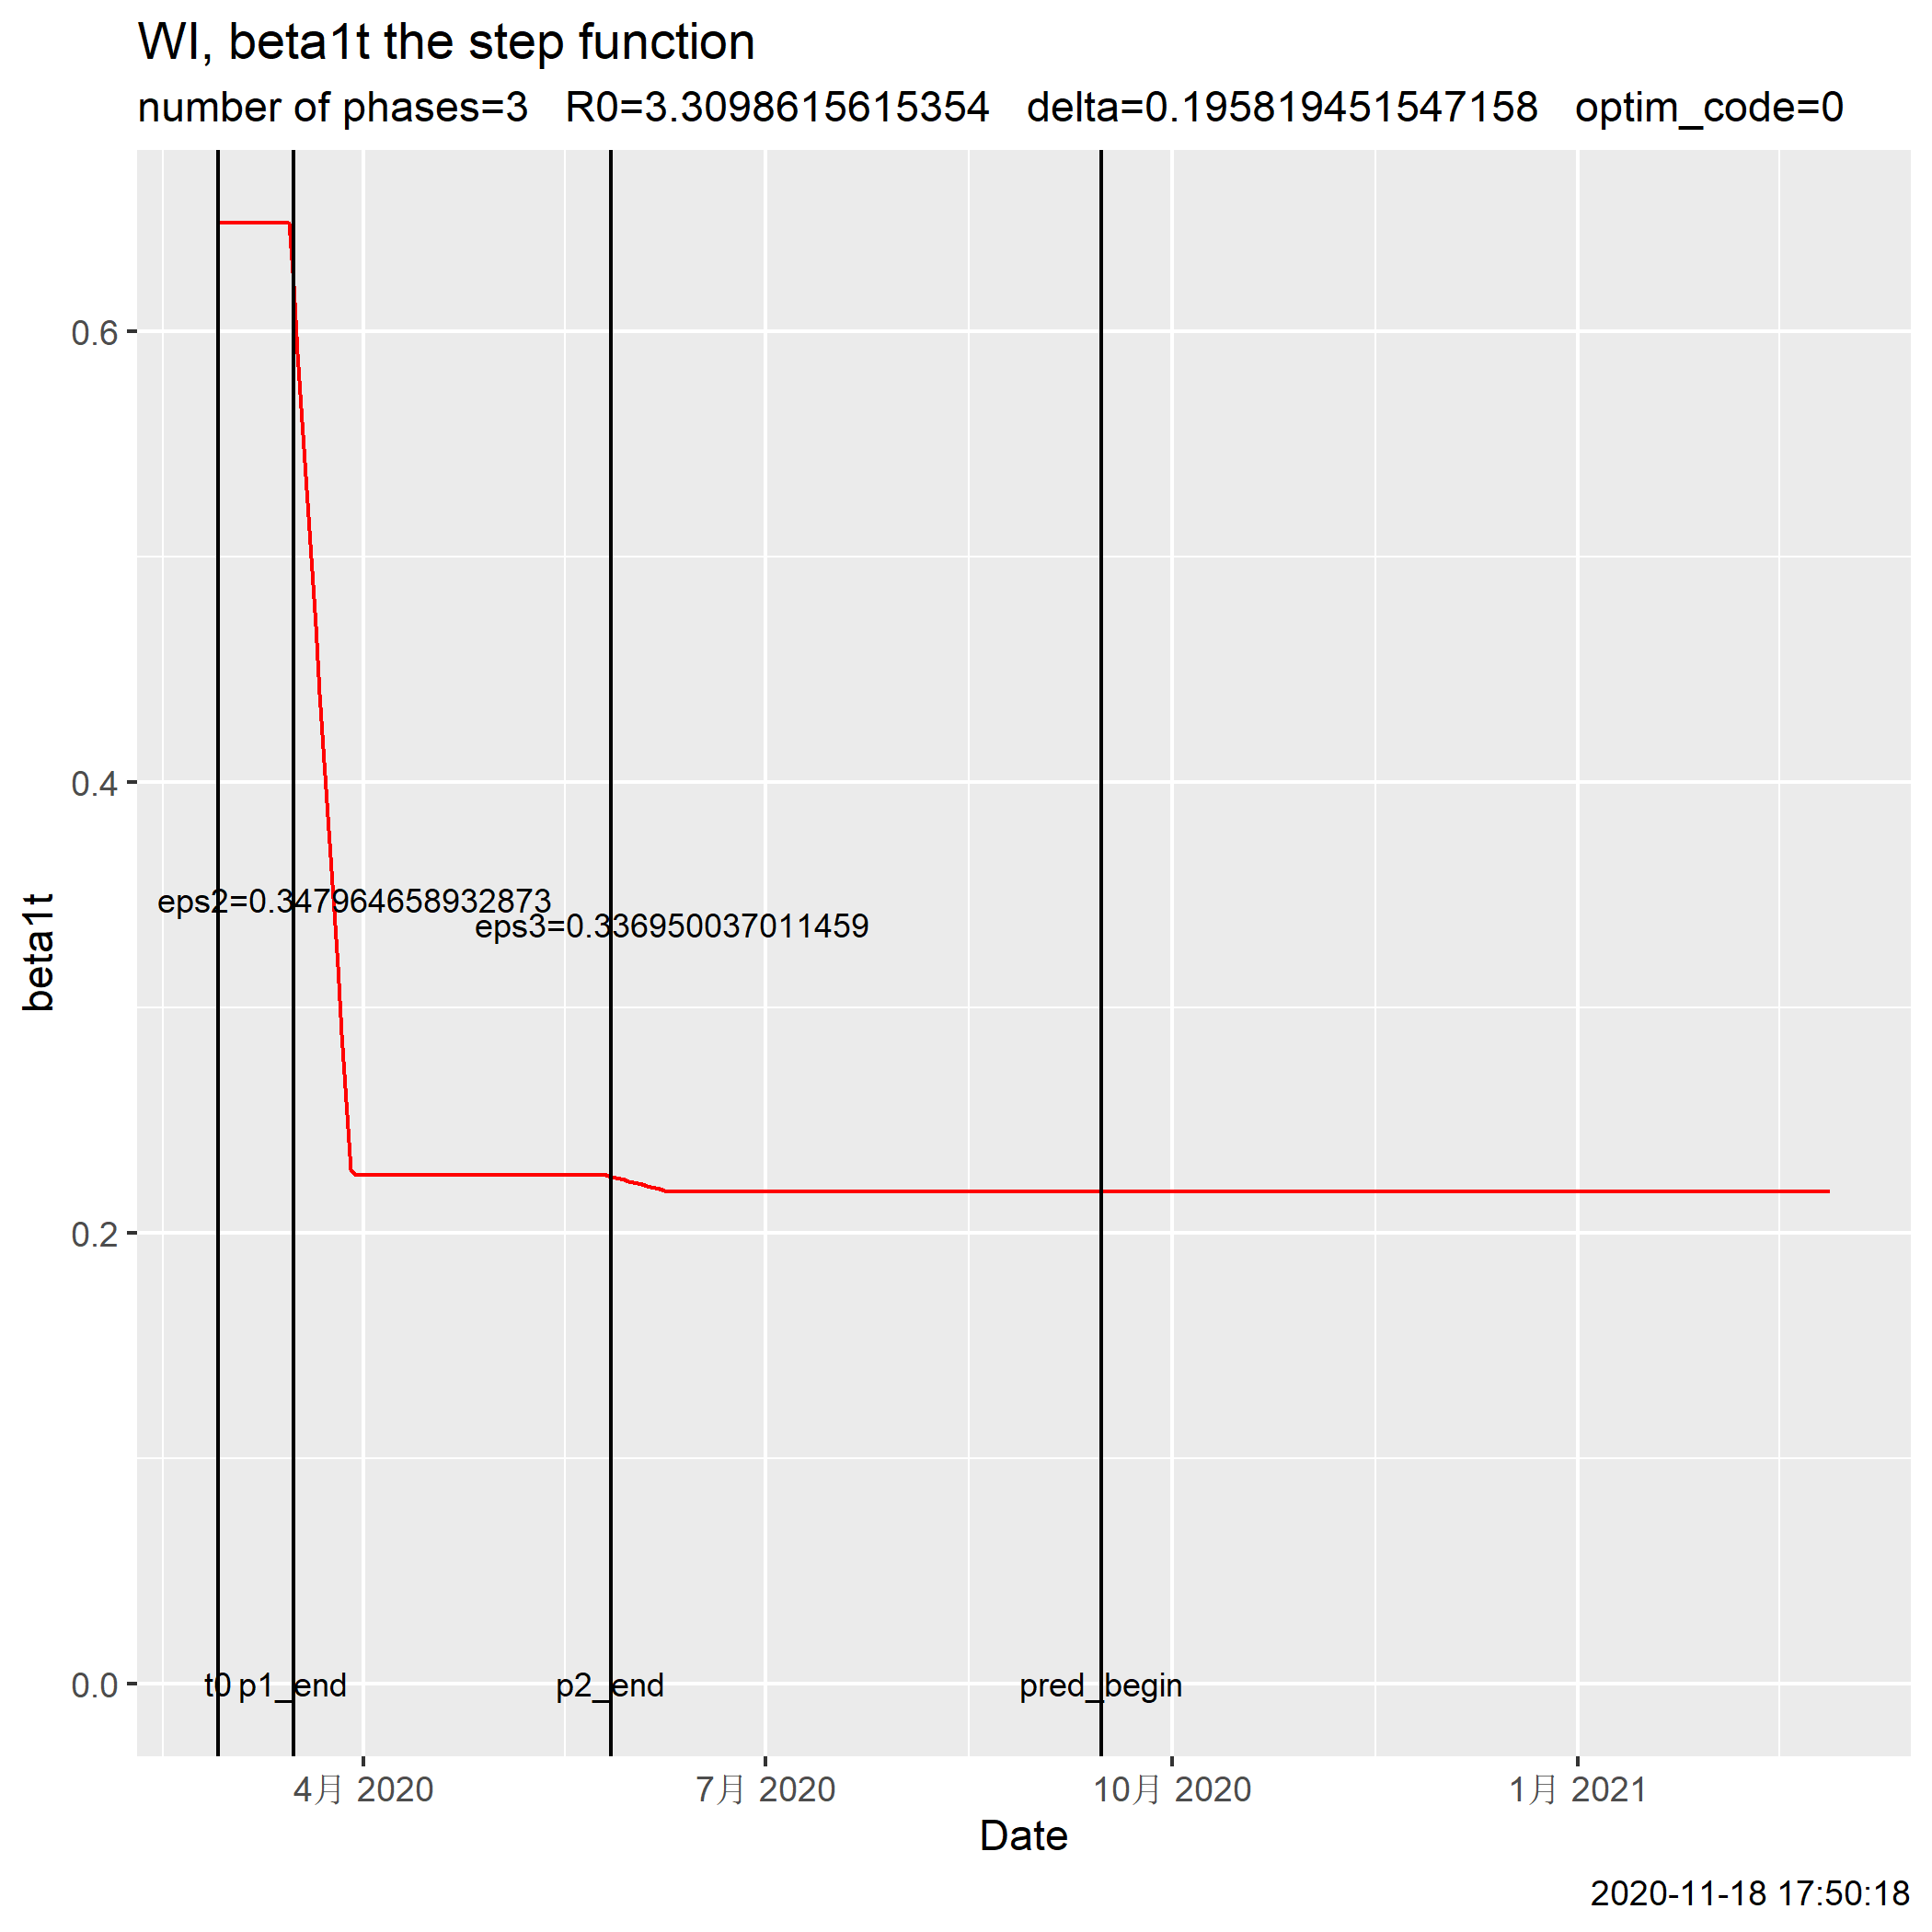 WI, beta1t the step function
number of phases=3   R0=3.3098615615354   delta=0.195819451547158   optim_code=0
0.6
0.4
eps2=0.347964658932873
eps3=0.336950037011459
beta1t
0.2
0.0
t0 p1_end p2_end pred_begin
4月 2020 7月 2020 10月 2020 1月 2021
Date
2020-11-18 17:50:18